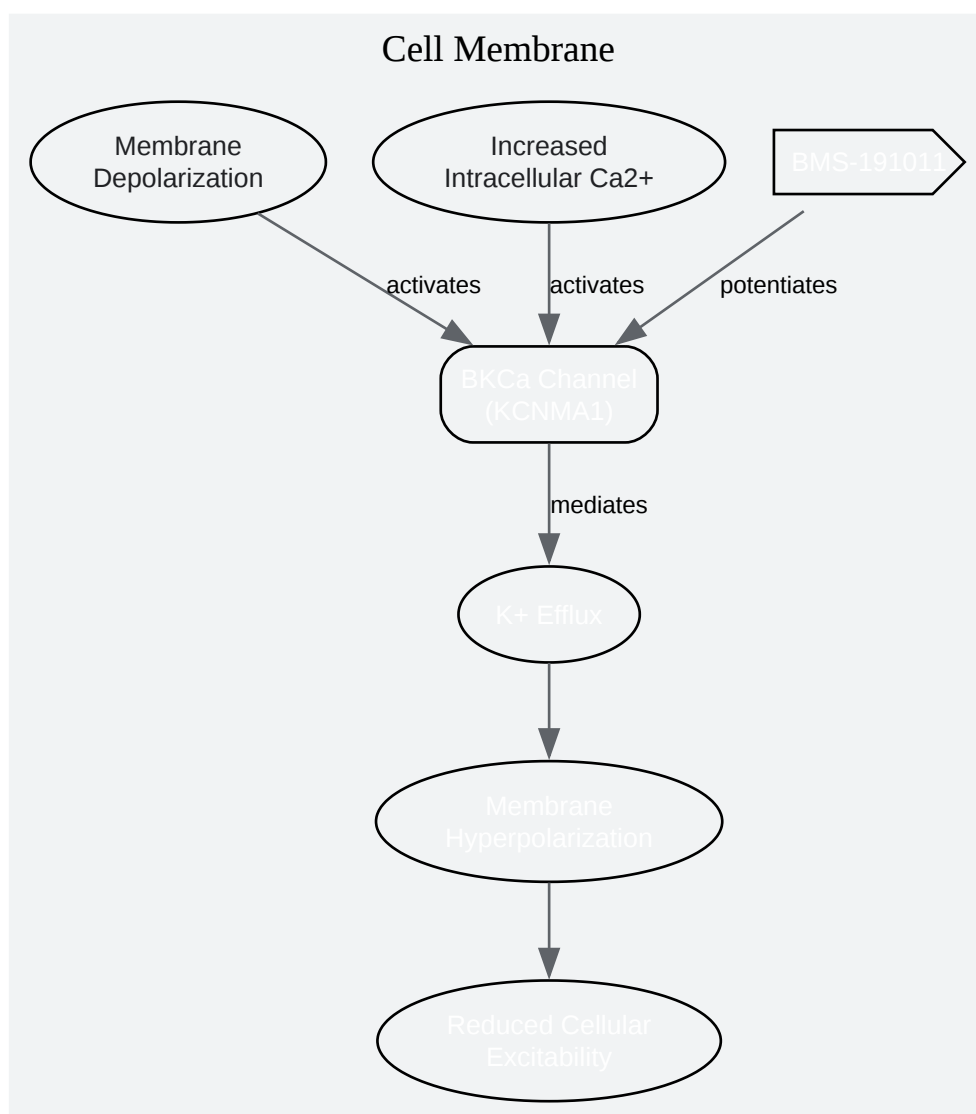 Cell Membrane
Membrane
Depolarization
Increased
Intracellular Ca2+
BMS-191011
activates
activates
potentiates
BKCa Channel
(KCNMA1)
mediates
K+ Efflux
Membrane
Hyperpolarization
Reduced Cellular
Excitability